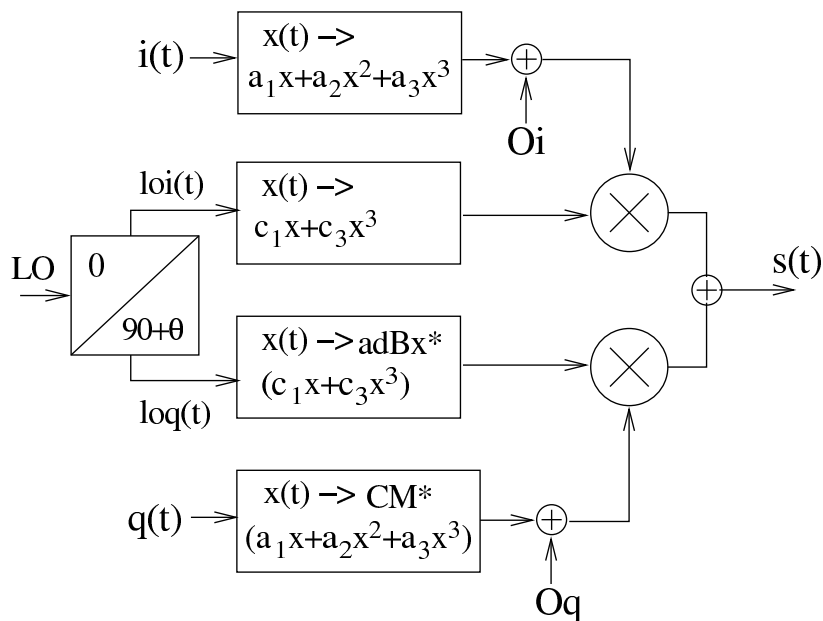 i(t)
x(t) –>
a₁x+a₂x²+a₃x³
Oi
loi(t)
x(t) –>
c₁x+c₃x³
LO
0
90+θ
s(t)
x(t) –> adBx*
(c₁x+c₃x³)
loq(t)
q(t)
x(t) –> CM*
(a₁x+a₂x²+a₃x³)
Oq